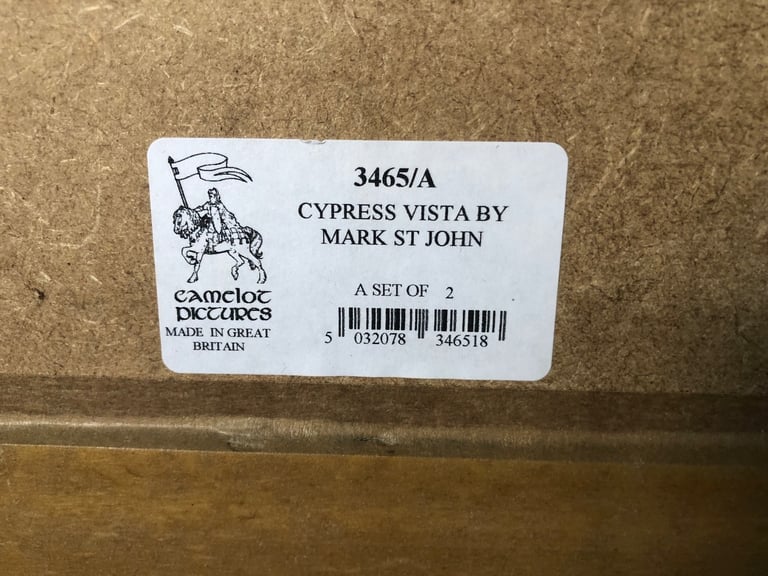 3465/A
CYPRESS VISTA BY
MARK ST JOHN
A SET OF 2
camelot
pictures
MADE IN GREAT
BRITAIN
5 032078 346518